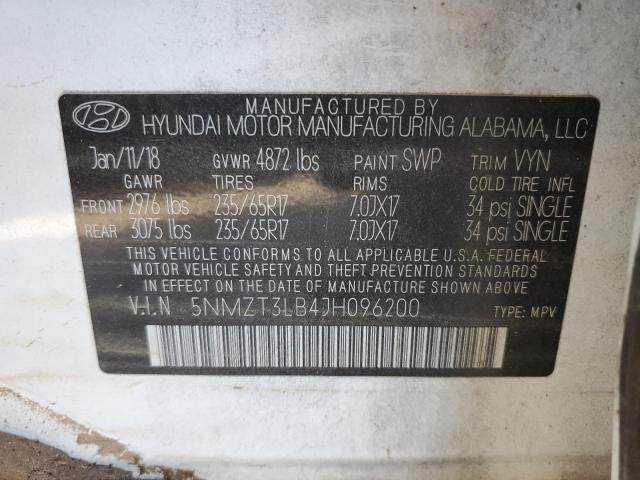 MANUFACTURED BY
HYUNDAI MOTOR MANUFACTURING ALABAMA, LLC
Jan/11/18 GVWR 4872 lbs PAINT SWP TRIM VYN
GAWR TIRES RIMS COLD TIRE INFL
FRONT 2976 lbs 235/65R17 7.0JX17 34 psi SINGLE
REAR 3075 lbs 235/65R17 7.0JX17 34 psi SINGLE
THIS VEHICLE CONFORMS TO ALL APPLICABLE U.S.A. FEDERAL
MOTOR VEHICLE SAFETY AND THEFT PREVENTION STANDARDS
IN EFFECT ON THE DATE OF MANUFACTURE SHOWN ABOVE.
V.I.N 5NMZT3LB4JH096200 TYPE: MPV